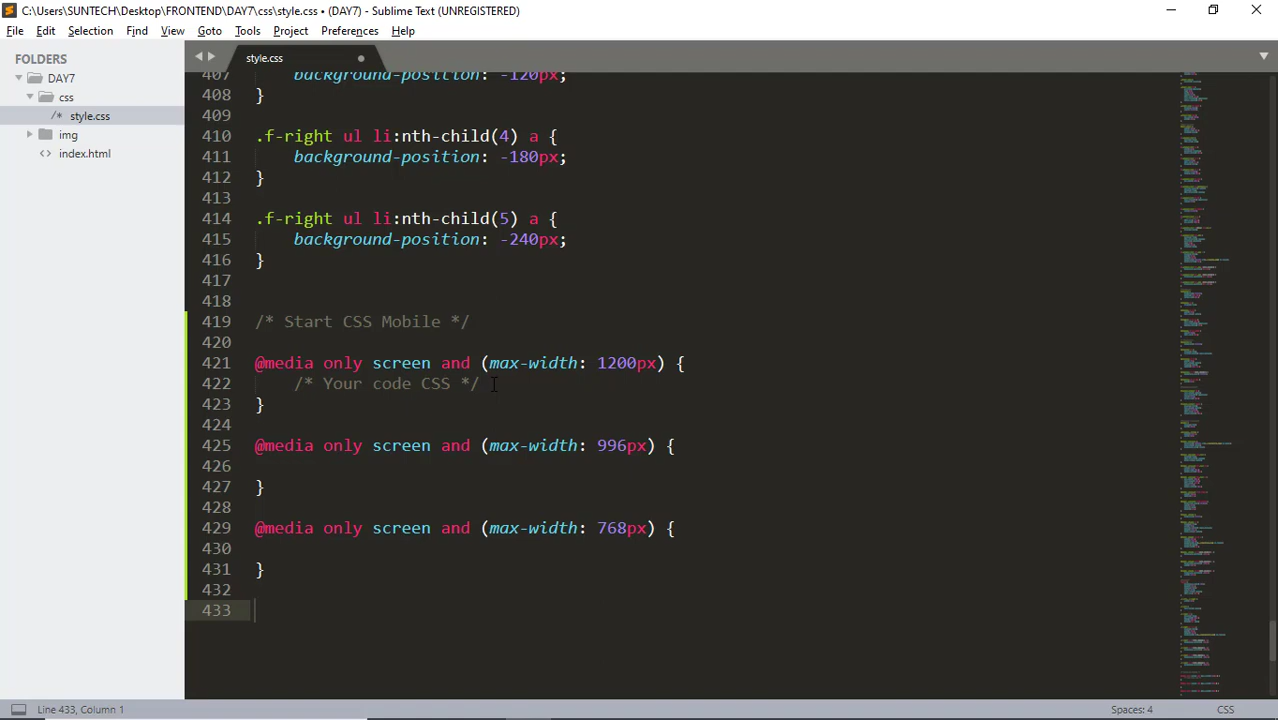 C:\Users\SUNTECH\Desktop\FRONTEND\DAY7\css\style.css • (DAY7) - Sublime Text (UNREGISTERED)
File Edit Selection Find View Goto Tools Project Preferences Help
FOLDERS
DAY7
css
/* style.css
img
<> index.html
style.css
407 background-position: -120px;
408 }
409
410 .f-right ul li:nth-child(4) a {
411 background-position: -180px;
412 }
413
414 .f-right ul li:nth-child(5) a {
415 background-position: -240px;
416 }
417
418
419 /* Start CSS Mobile */
420
421 @media only screen and (max-width: 1200px) {
422 /* Your code CSS */
423 }
424
425 @media only screen and (max-width: 996px) {
426
427 }
428
429 @media only screen and (max-width: 768px) {
430
431 }
432
433
Line 433, Column 1
Spaces: 4 CSS